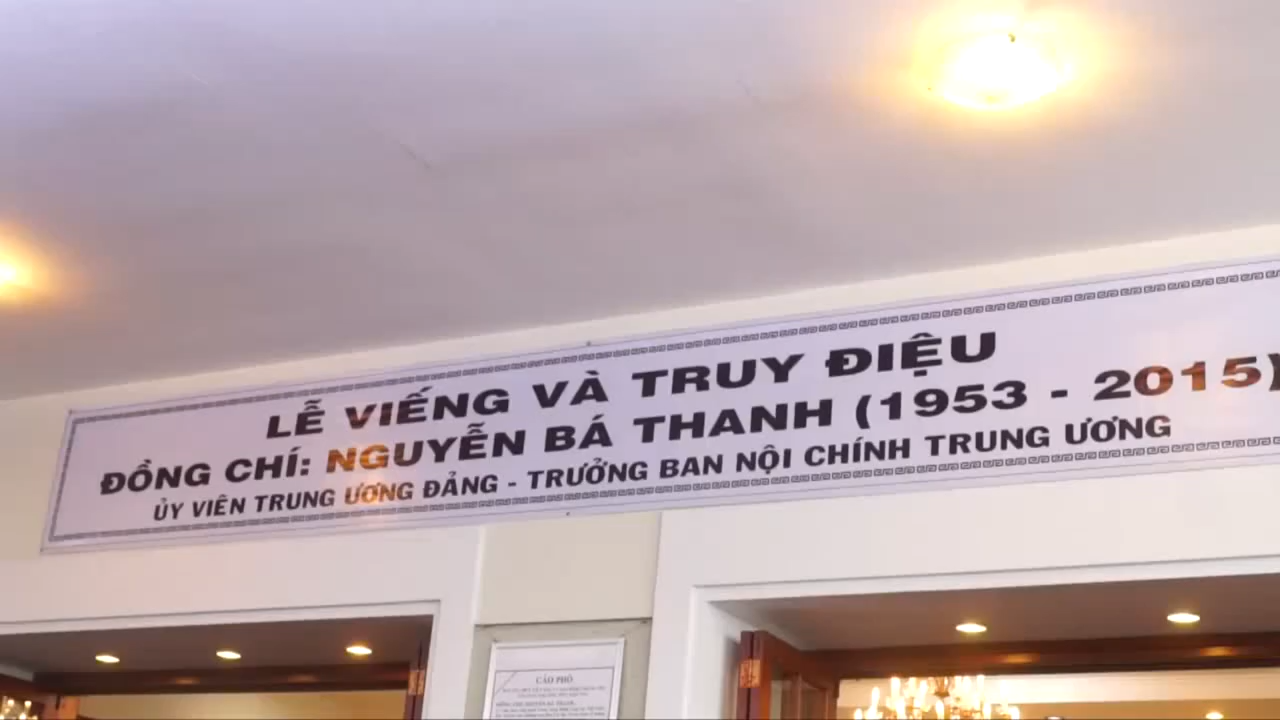 LỄ VIẾNG VÀ TRUY ĐIỆU
ĐỒNG CHÍ: NGUYỄN BÁ THANH (1953 - 2015)
ỦY VIÊN TRUNG ƯƠNG ĐẢNG - TRƯỞNG BAN NỘI CHÍNH TRUNG ƯƠNG
CÁO PHÓ